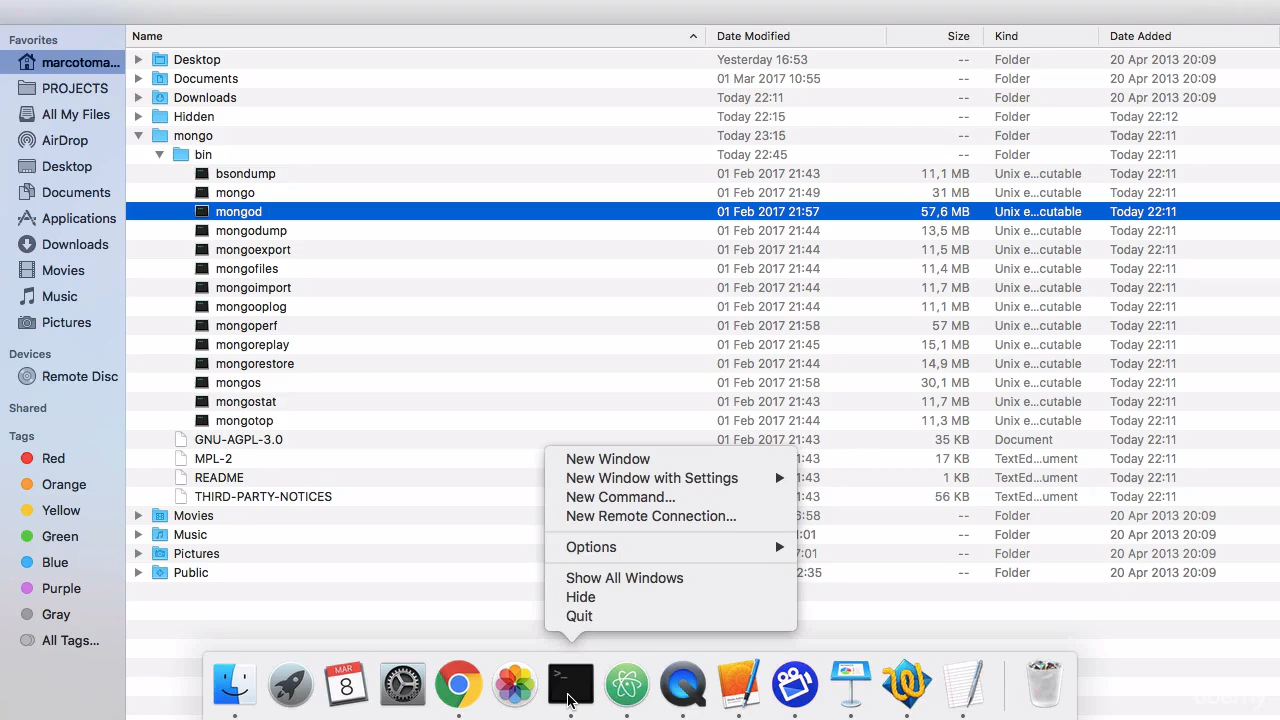 Name Date Modified Size Kind Date Added
Favorites
marcotoma...
PROJECTS
All My Files
AirDrop
Desktop
Documents
Applications
Downloads
Movies
Music
Pictures
Devices
Remote Disc
Shared
Tags
Red
Orange
Yellow
Green
Blue
Purple
Gray
All Tags...
Desktop Yesterday 16:53 -- Folder 20 Apr 2013 20:09
Documents 01 Mar 2017 10:55 -- Folder 20 Apr 2013 20:09
Downloads Today 22:11 -- Folder 20 Apr 2013 20:09
Hidden Today 22:15 -- Folder Today 22:12
mongo Today 23:15 -- Folder Today 22:11
bin Today 22:45 -- Folder Today 22:11
bsondump 01 Feb 2017 21:43 11,1 MB Unix e...cutable Today 22:11
mongo 01 Feb 2017 21:49 31 MB Unix e...cutable Today 22:11
mongod 01 Feb 2017 21:57 57,6 MB Unix e...cutable Today 22:11
mongodump 01 Feb 2017 21:44 13,5 MB Unix e...cutable Today 22:11
mongoexport 01 Feb 2017 21:44 11,5 MB Unix e...cutable Today 22:11
mongofiles 01 Feb 2017 21:44 11,4 MB Unix e...cutable Today 22:11
mongoimport 01 Feb 2017 21:44 11,7 MB Unix e...cutable Today 22:11
mongooplog 01 Feb 2017 21:44 11,1 MB Unix e...cutable Today 22:11
mongoperf 01 Feb 2017 21:58 57 MB Unix e...cutable Today 22:11
mongoreplay 01 Feb 2017 21:45 15,1 MB Unix e...cutable Today 22:11
mongorestore 01 Feb 2017 21:44 14,9 MB Unix e...cutable Today 22:11
mongos 01 Feb 2017 21:58 30,1 MB Unix e...cutable Today 22:11
mongostat 01 Feb 2017 21:44 11,7 MB Unix e...cutable Today 22:11
mongotop 01 Feb 2017 21:44 11,3 MB Unix e...cutable Today 22:11
GNU-AGPL-3.0 01 Feb 2017 21:43 35 KB Document Today 22:11
MPL-2 1:43 17 KB TextEd...ument Today 22:11
README 1:43 1 KB TextEd...ument Today 22:11
THIRD-PARTY-NOTICES 1:43 56 KB TextEd...ument Today 22:11
Movies 6:58 -- Folder 20 Apr 2013 20:09
Music :01 -- Folder 20 Apr 2013 20:09
Pictures 7:01 -- Folder 20 Apr 2013 20:09
Public 2:35 -- Folder 20 Apr 2013 20:09
New Window
New Window with Settings
New Command...
New Remote Connection...
Options
Show All Windows
Hide
Quit
MAR
8
>_
udemy